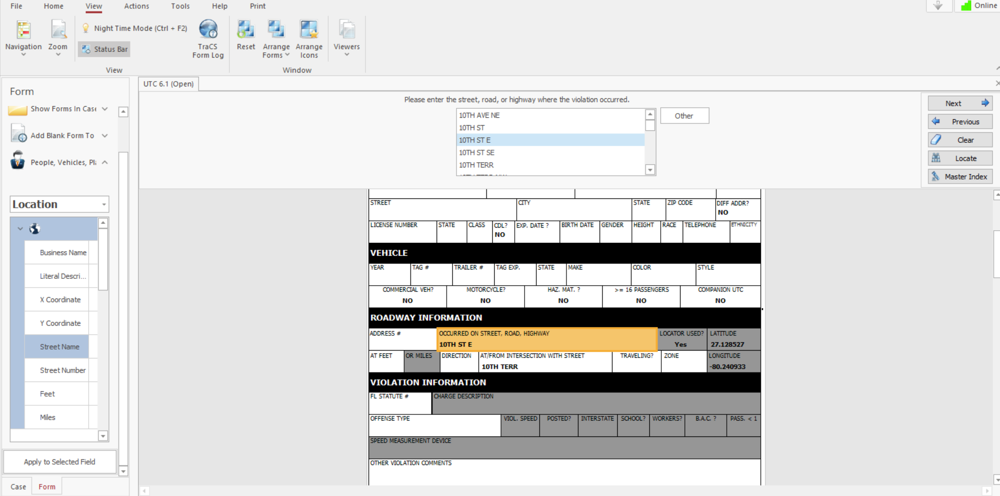 File Home View Actions Tools Help Print Online
Navigation Zoom Night Time Mode (Ctrl + F2) Status Bar TraCS Form Log Reset Arrange Forms Arrange Icons Viewers
View Window
Form
Show Forms In Case
Add Blank Form To
People, Vehicles, Pla
Location
Business Name
Literal Descri...
X Coordinate
Y Coordinate
Street Name
Street Number
Feet
Miles
Apply to Selected Field
Case Form
UTC 6.1 (Open)
Please enter the street, road, or highway where the violation occurred.
10TH AVE NE
10TH ST
10TH ST E
10TH ST SE
10TH TERR
Other
Next
Previous
Clear
Locate
Master Index
STREET CITY STATE ZIP CODE DIFF ADDR?
NO
LICENSE NUMBER STATE CLASS CDL? EXP. DATE ? BIRTH DATE GENDER HEIGHT RACE TELEPHONE ETHNICITY
NO
VEHICLE
YEAR TAG # TRAILER # TAG EXP. STATE MAKE COLOR STYLE
COMMERCIAL VEH? MOTORCYCLE? HAZ. MAT. ? >= 16 PASSENGERS COMPANION UTC
NO NO NO NO NO
ROADWAY INFORMATION
ADDRESS # OCCURRED ON STREET, ROAD, HIGHWAY LOCATOR USED? LATITUDE
10TH ST E Yes 27.128527
AT FEET OR MILES DIRECTION AT/FROM INTERSECTION WITH STREET TRAVELING? ZONE LONGITUDE
10TH TERR -80.240933
VIOLATION INFORMATION
FL STATUTE # CHARGE DESCRIPTION
OFFENSE TYPE VIOL. SPEED POSTED? INTERSTATE SCHOOL? WORKERS? B.A.C. ? PASS. < 1
SPEED MEASUREMENT DEVICE
OTHER VIOLATION COMMENTS